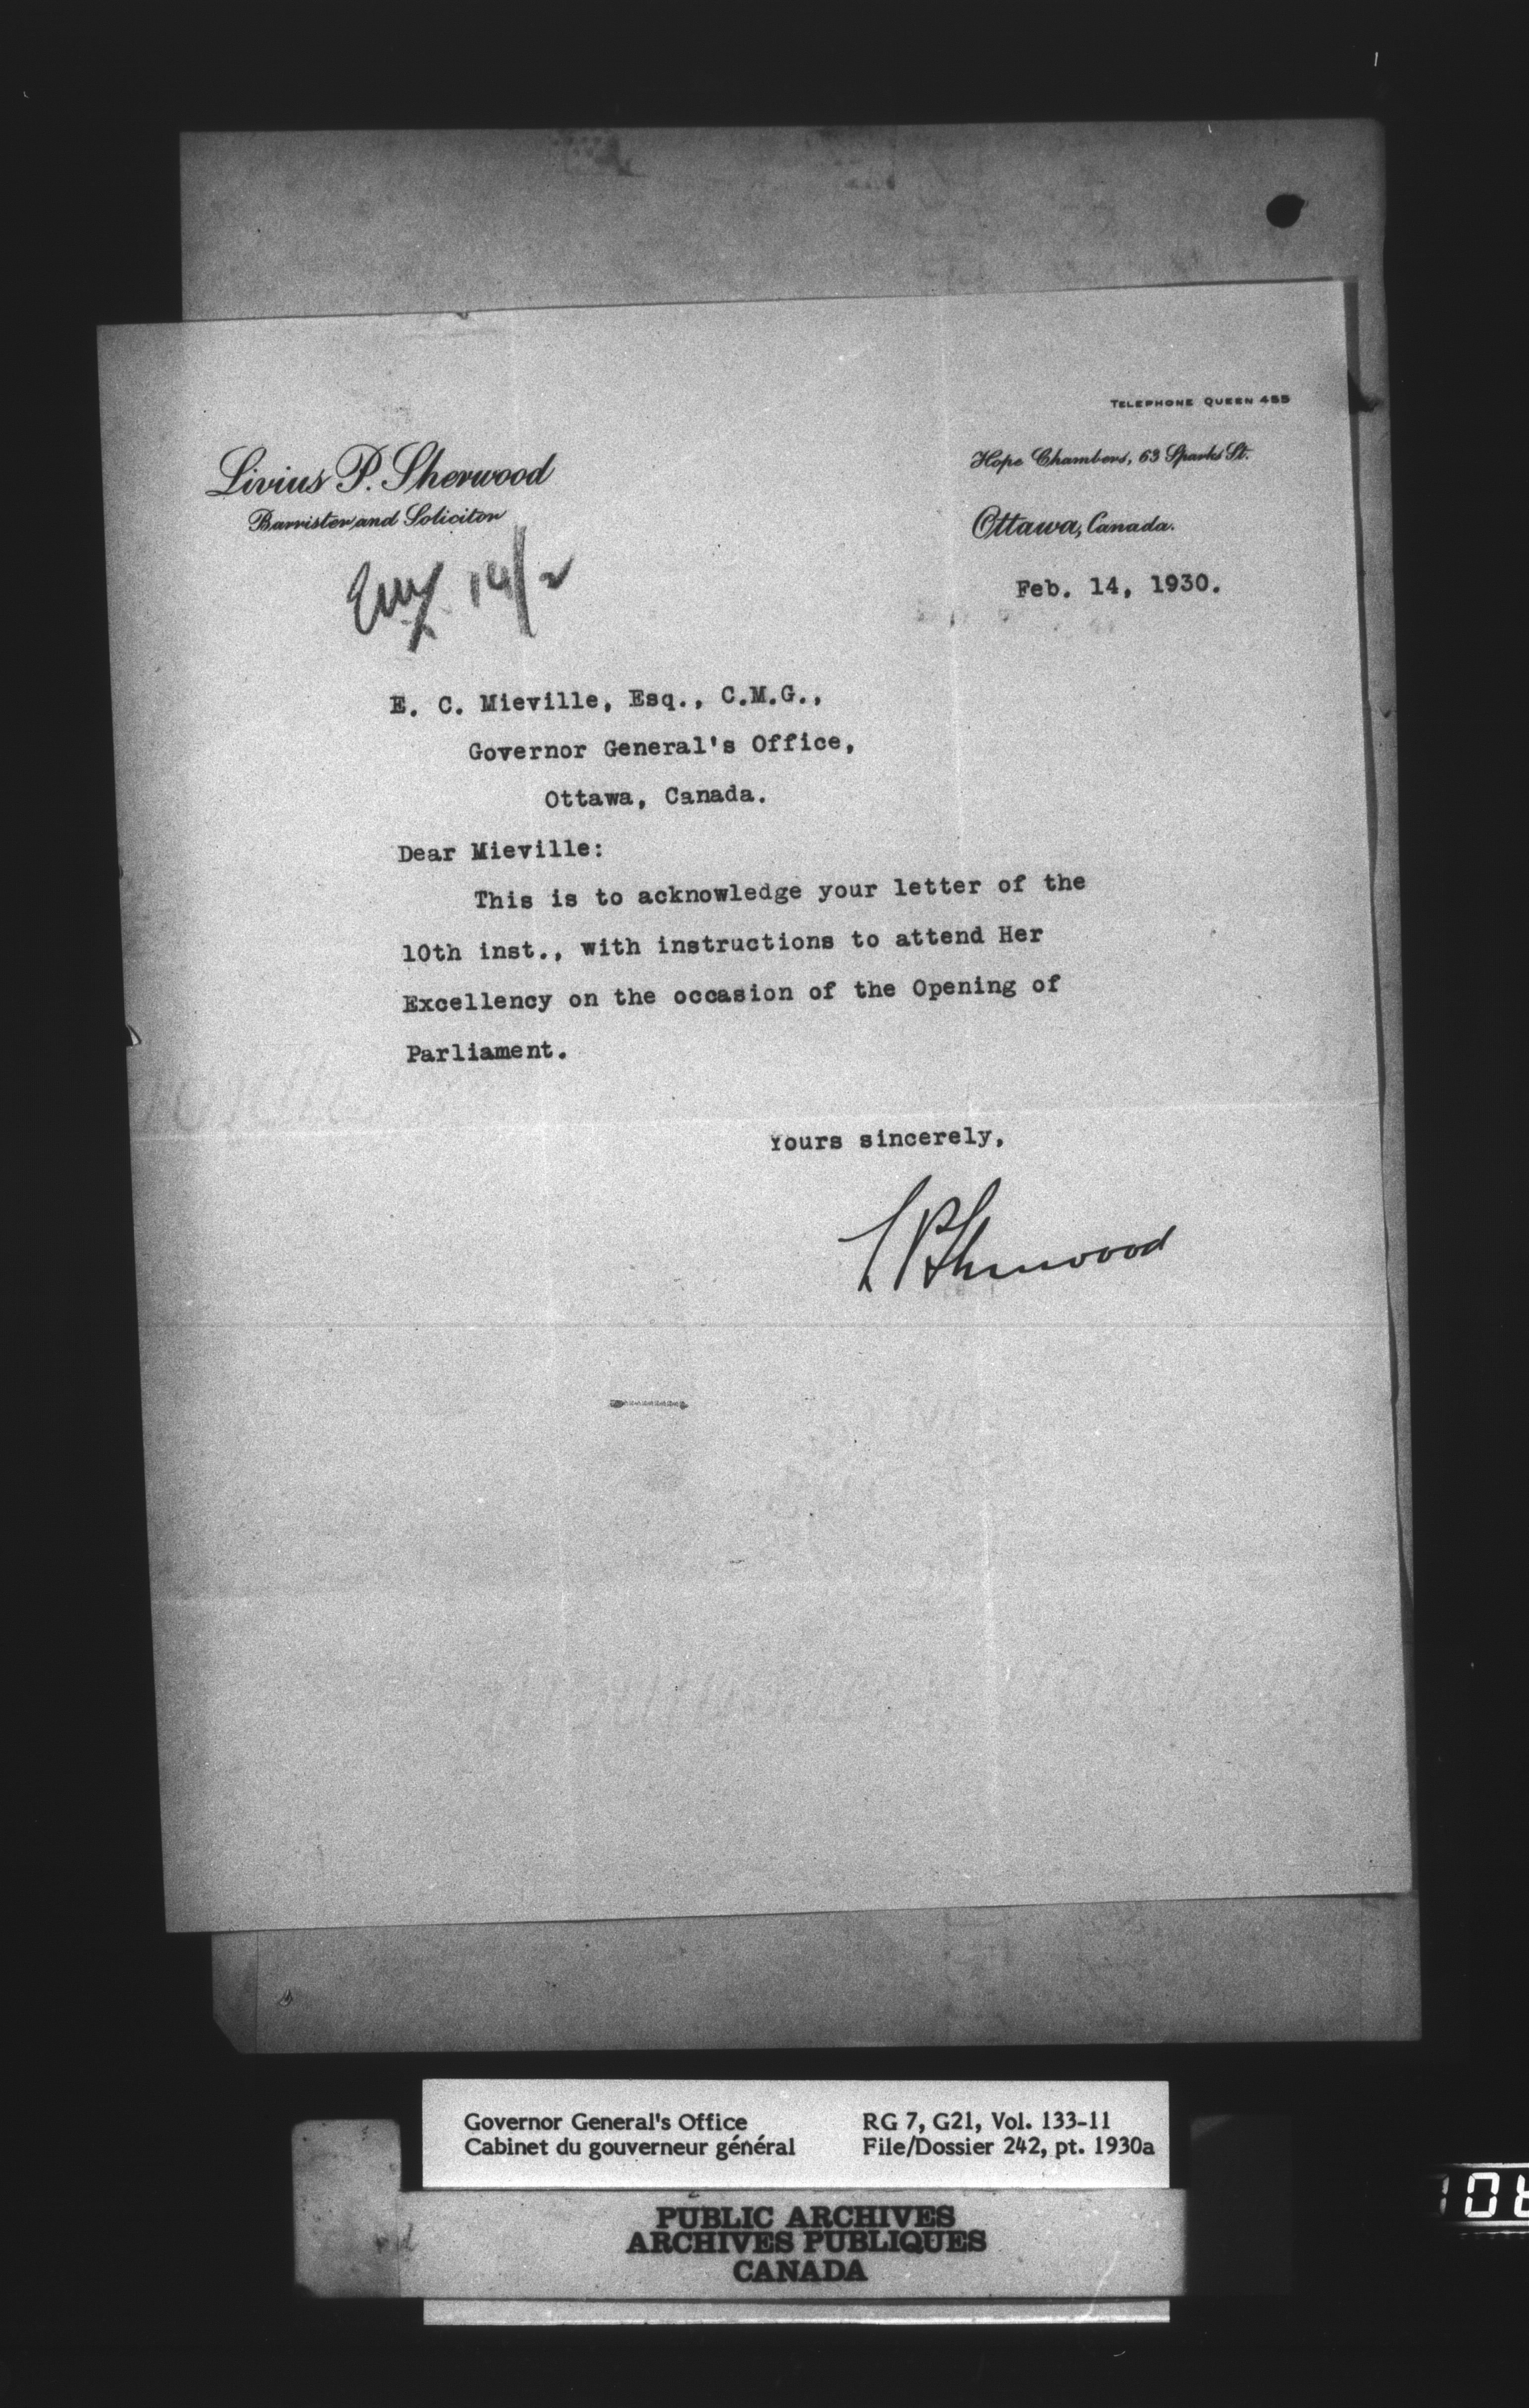 TELEPHONE QUEEN 455
Livius P. Sherwood
Barrister and Solicitor
Hope Chambers, 63 Sparks St.
Ottawa, Canada.
14/2
Feb. 14, 1930.
E. C. Mieville, Esq., C.M.G.,
Governor General's Office,
Ottawa, Canada.
Dear Mieville:
This is to acknowledge your letter of the
10th inst., with instructions to attend Her
Excellency on the occasion of the Opening of
Parliament.
Yours sincerely,
L P Sherwood
Governor General's Office
Cabinet du gouverneur général
RG 7, G21, Vol. 133-11
File/Dossier 242, pt. 1930a
PUBLIC ARCHIVES
ARCHIVES PUBLIQUES
CANADA